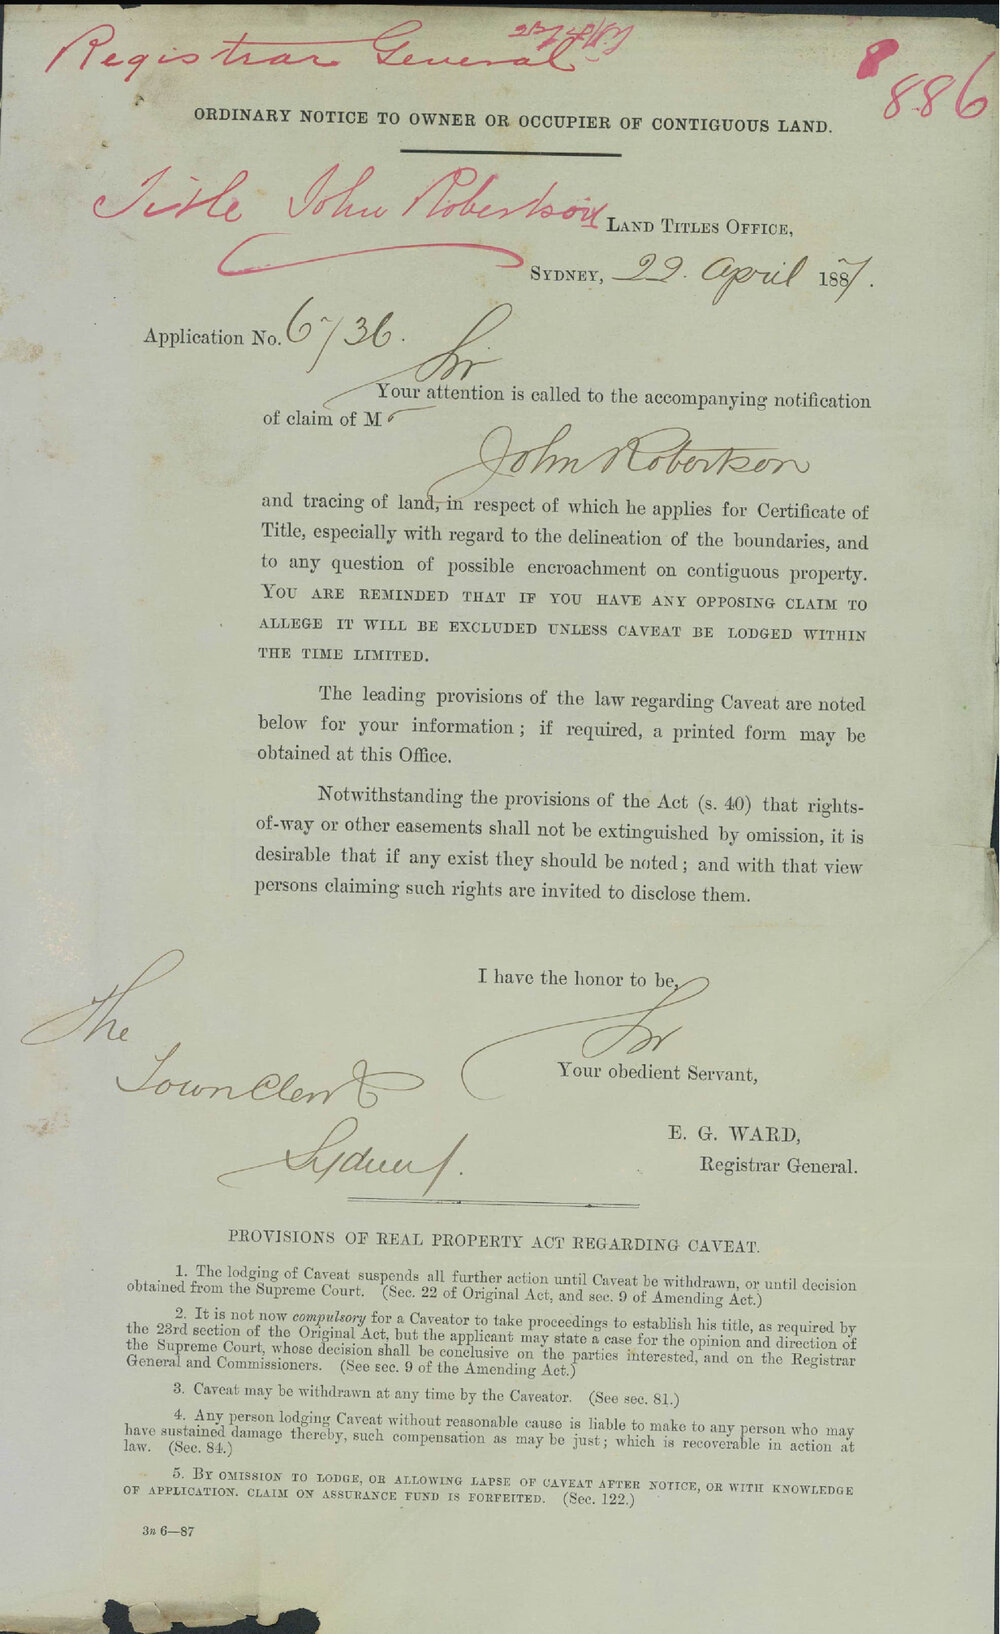 Registrar General
8
886
ORDINARY NOTICE TO OWNER OR OCCUPIER OF CONTIGUOUS LAND.
Title John Robertson
LAND TITLES OFFICE,
SYDNEY, 22. April 1887.
Application No. 6736.
Sir
Your attention is called to the accompanying notification
of claim of Mr
John Robertson
and tracing of land, in respect of which he applies for Certificate of
Title, especially with regard to the delineation of the boundaries, and
to any question of possible encroachment on contiguous property.
YOU ARE REMINDED THAT IF YOU HAVE ANY OPPOSING CLAIM TO
ALLEGE IT WILL BE EXCLUDED UNLESS CAVEAT BE LODGED WITHIN
THE TIME LIMITED.
The leading provisions of the law regarding Caveat are noted
below for your information; if required, a printed form may be
obtained at this Office.
Notwithstanding the provisions of the Act (s. 40) that rights-
of-way or other easements shall not be extinguished by omission, it is
desirable that if any exist they should be noted; and with that view
persons claiming such rights are invited to disclose them.
I have the honor to be,
Sir
Your obedient Servant,
E. G. WARD,
Registrar General.
The
Town Clerk
Sydney.
PROVISIONS OF REAL PROPERTY ACT REGARDING CAVEAT.
1. The lodging of Caveat suspends all further action until Caveat be withdrawn, or until decision
obtained from the Supreme Court. (Sec. 22 of Original Act, and sec. 9 of Amending Act.)
2. It is not now compulsory for a Caveator to take proceedings to establish his title, as required by
the 23rd section of the Original Act, but the applicant may state a case for the opinion and direction of
the Supreme Court, whose decision shall be conclusive on the parties interested, and on the Registrar
General and Commissioners. (See sec. 9 of the Amending Act.)
3. Caveat may be withdrawn at any time by the Caveator. (See sec. 81.)
4. Any person lodging Caveat without reasonable cause is liable to make to any person who may
have sustained damage thereby, such compensation as may be just; which is recoverable in action at
law. (Sec. 84.)
5. BY OMISSION TO LODGE, OR ALLOWING LAPSE OF CAVEAT AFTER NOTICE, OR WITH KNOWLEDGE
OF APPLICATION. CLAIM ON ASSURANCE FUND IS FORFEITED. (Sec. 122.)
3n 6—87